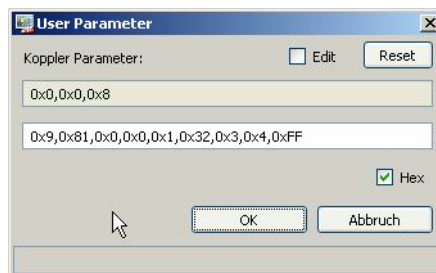 User Parameter
Koppler Parameter: Edit Reset
0x0,0x0,0x8
0x9,0x81,0x0,0x0,0x1,0x32,0x3,0x4,0xFF
Hex
OK Abbruch